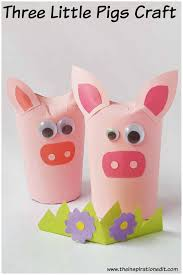 Three Little Pigs Craft
www.theinspirationedit.com